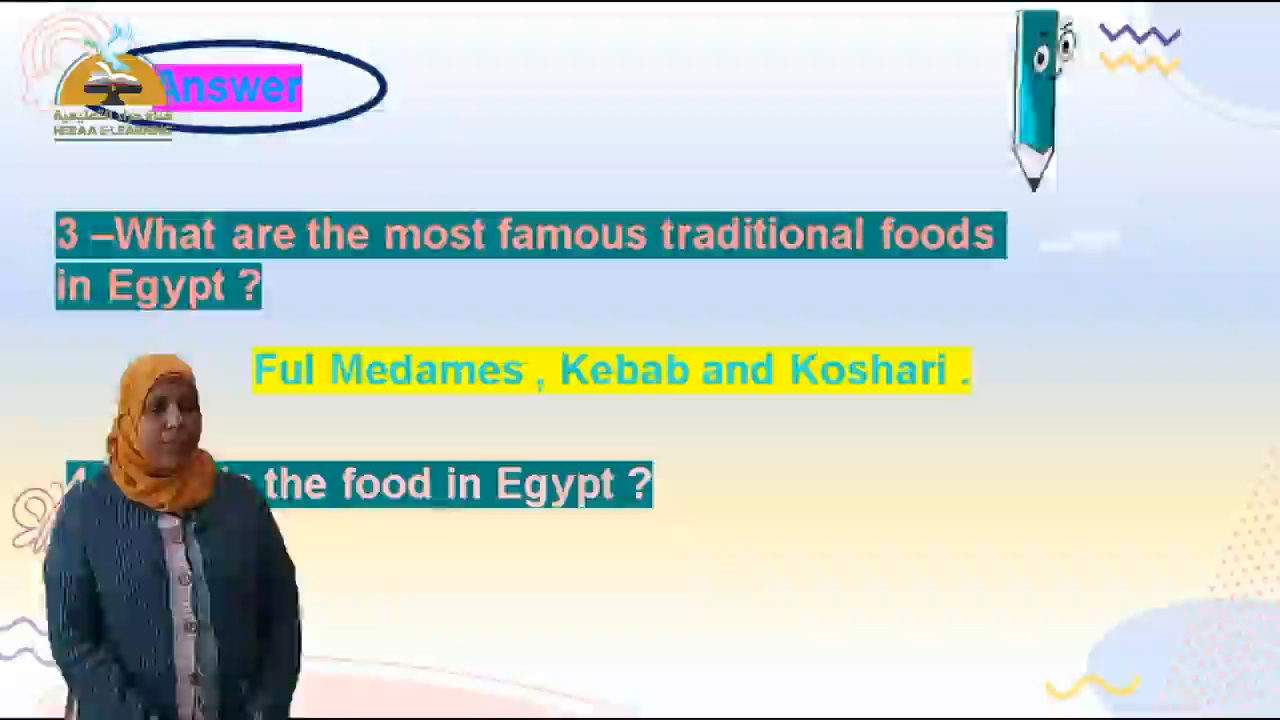 Answer
HEBAA E-LEARNING
3 –What are the most famous traditional foods
in Egypt ?
Ful Medames , Kebab and Koshari .
the food in Egypt ?